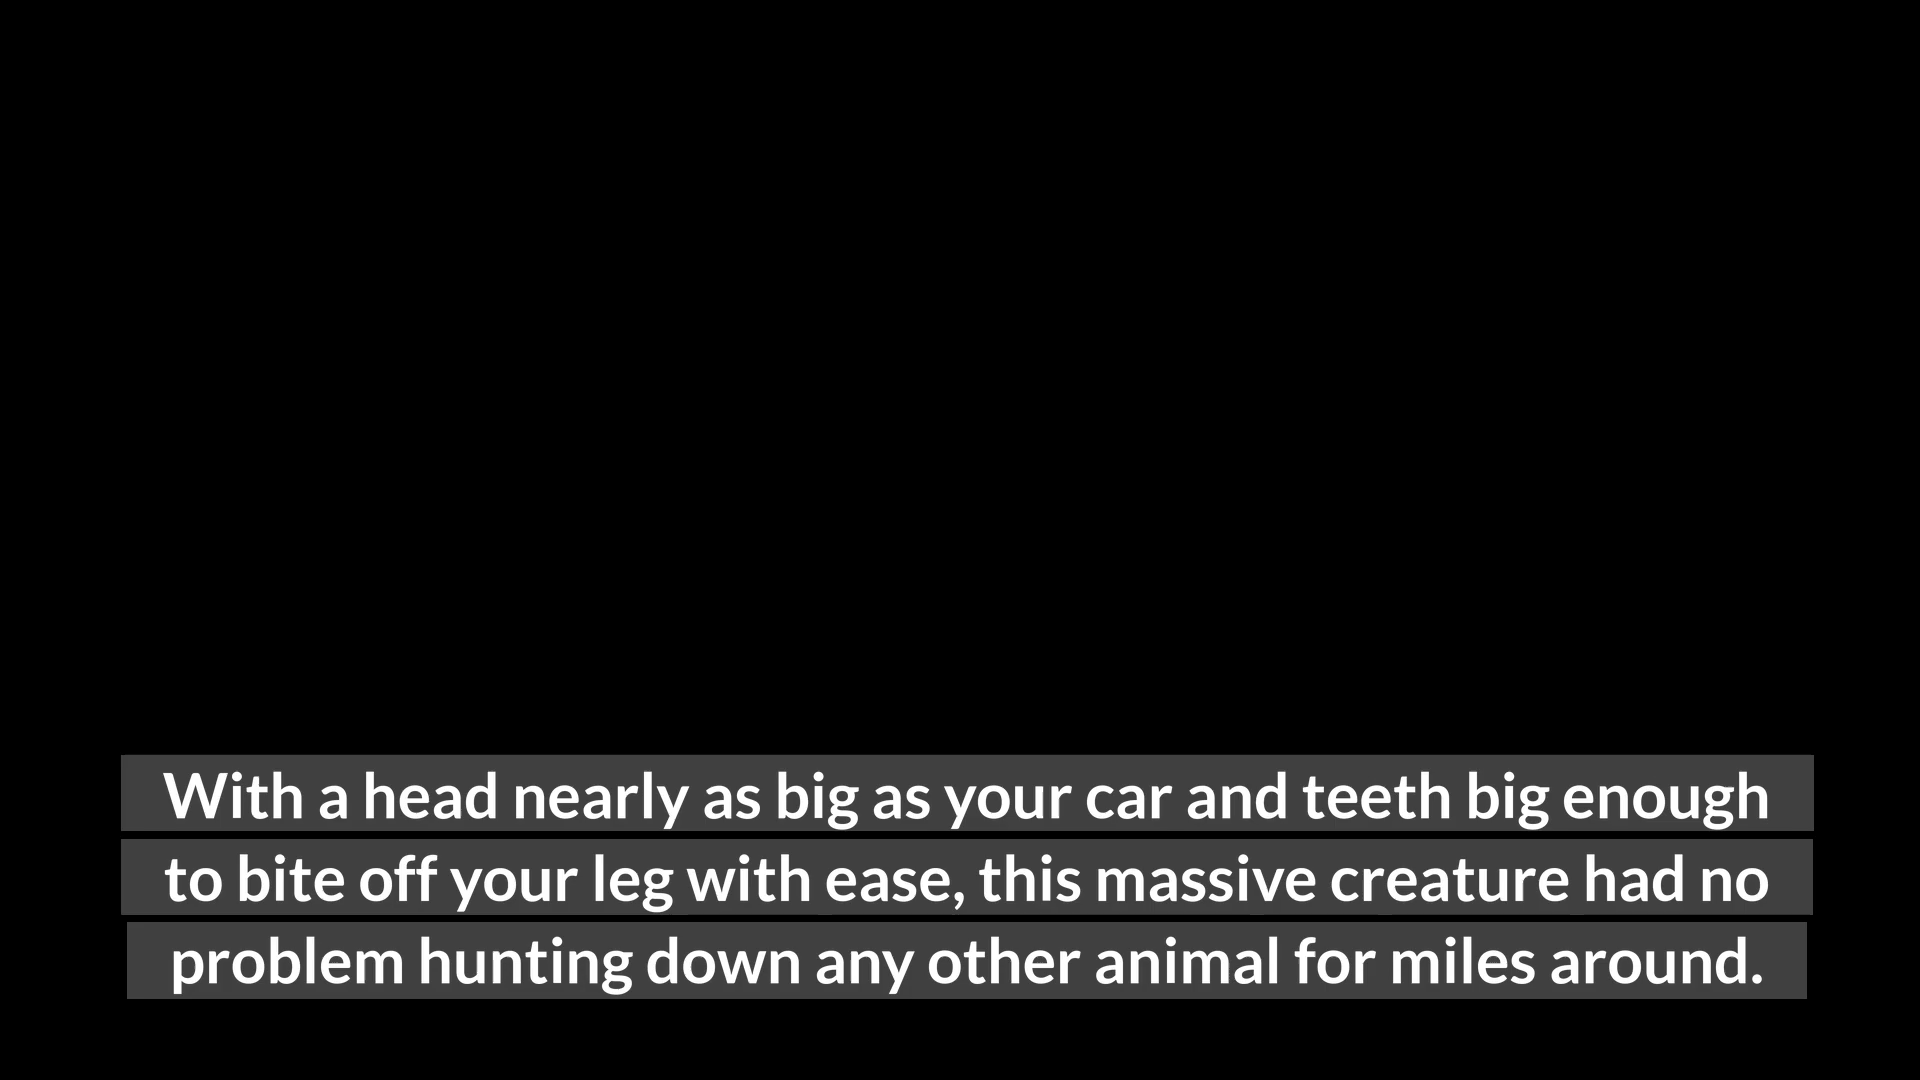 With a head nearly as big as your car and teeth big enough
to bite off your leg with ease, this massive creature had no
problem hunting down any other animal for miles around.